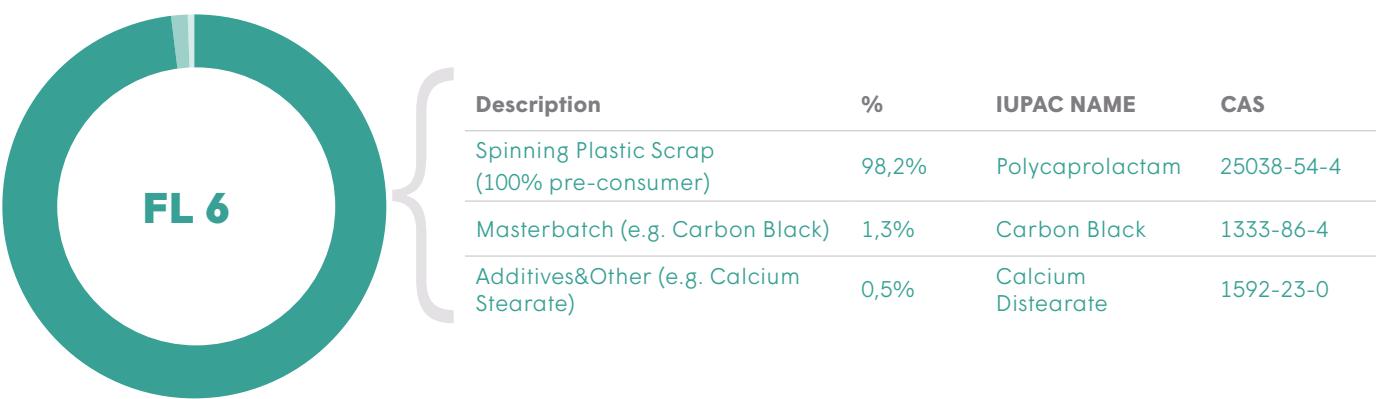 FL 6
Description % IUPAC NAME CAS
Spinning Plastic Scrap
(100% pre-consumer) 98,2% Polycaprolactam 25038-54-4
Masterbatch (e.g. Carbon Black) 1,3% Carbon Black 1333-86-4
Additives&Other (e.g. Calcium
Stearate) 0,5% Calcium
Distearate 1592-23-0